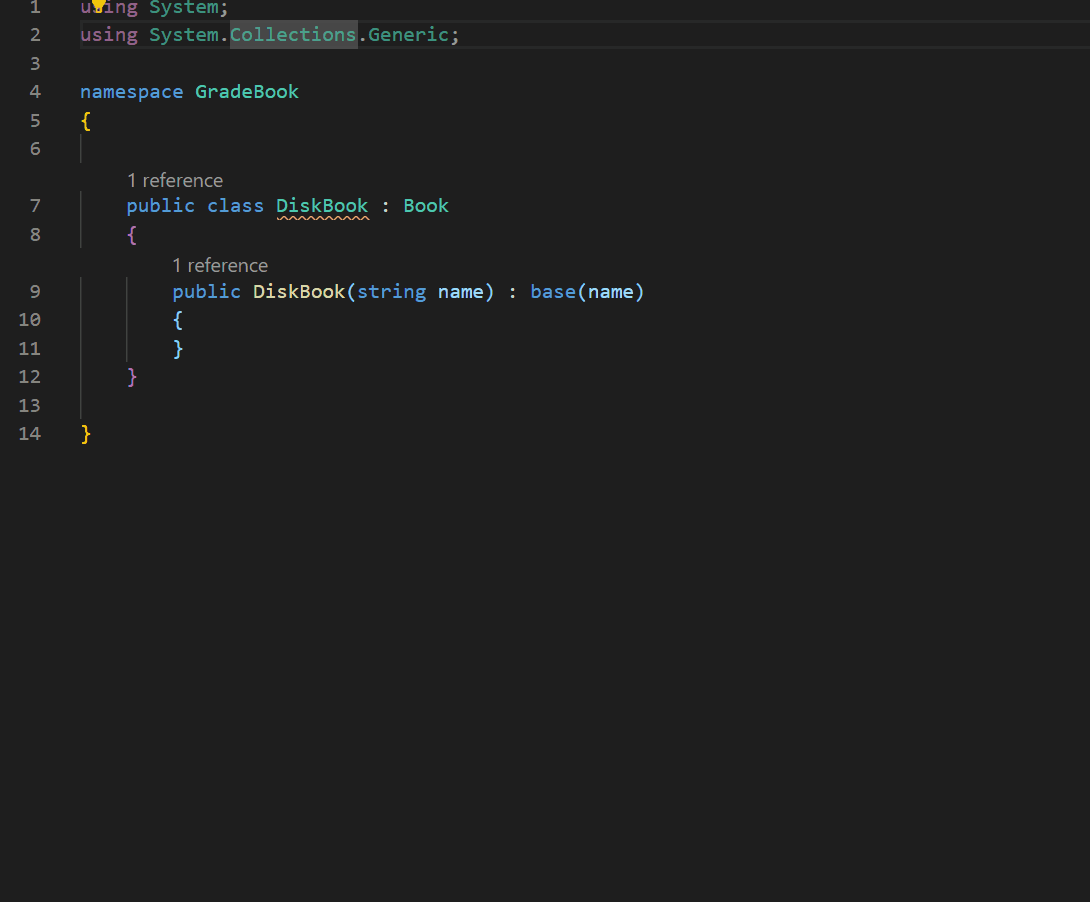 1 using System;
2 using System.Collections.Generic;
3
4 namespace GradeBook
5 {
6
1 reference
7 public class DiskBook : Book
8 {
1 reference
9 public DiskBook(string name) : base(name)
10 {
11 }
12 }
13
14 }